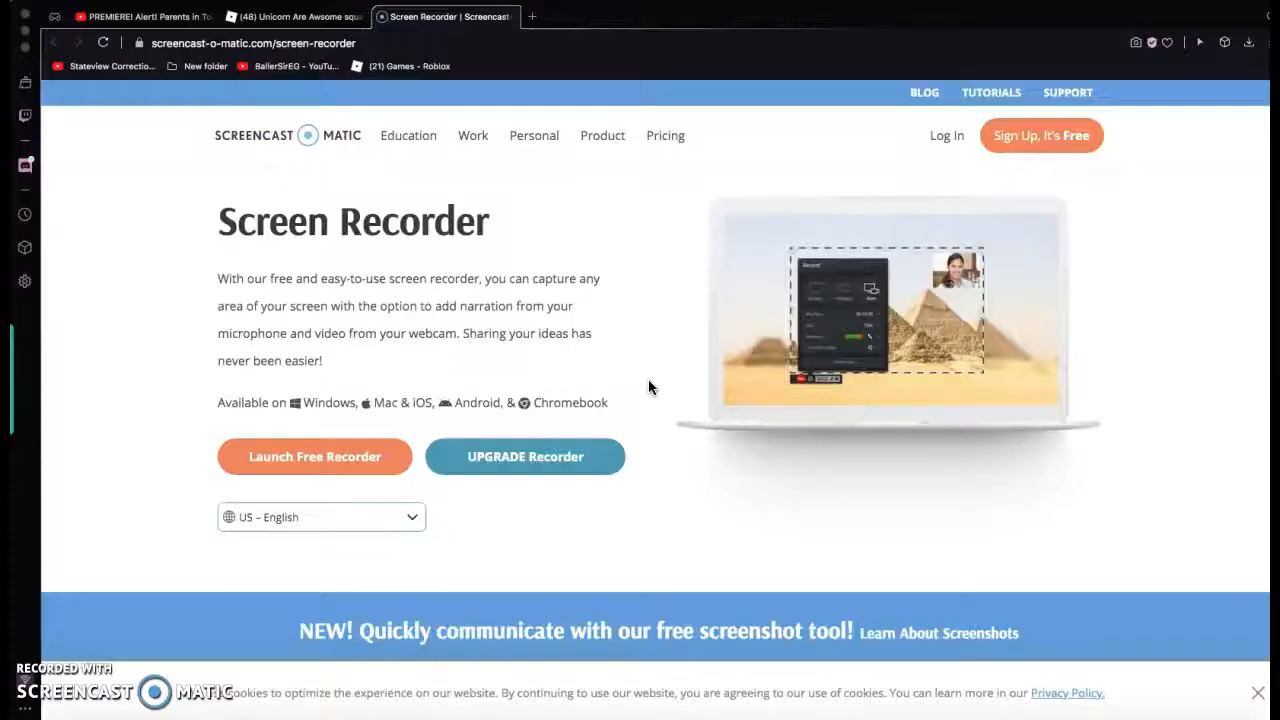 PREMIERE! Alert! Parents in To
(48) Unicorn Are Awsome squa
Screen Recorder | Screencast-
screencast-o-matic.com/screen-recorder
Stateview Correctio...
New folder
BallerSirEG - YouTu...
(21) Games - Roblox
BLOG TUTORIALS SUPPORT
SCREENCAST MATIC Education Work Personal Product Pricing Log In Sign Up, It's Free
Screen Recorder
With our free and easy-to-use screen recorder, you can capture any
area of your screen with the option to add narration from your
microphone and video from your webcam. Sharing your ideas has
never been easier!
Available on Windows, Mac & iOS, Android, & Chromebook
Launch Free Recorder UPGRADE Recorder
US - English
Record
NEW! Quickly communicate with our free screenshot tool! Learn About Screenshots
RECORDED WITH
SCREENCAST MATIC
ookies to optimize the experience on our website. By continuing to use our website, you are agreeing to our use of cookies. You can learn more in our Privacy Policy.